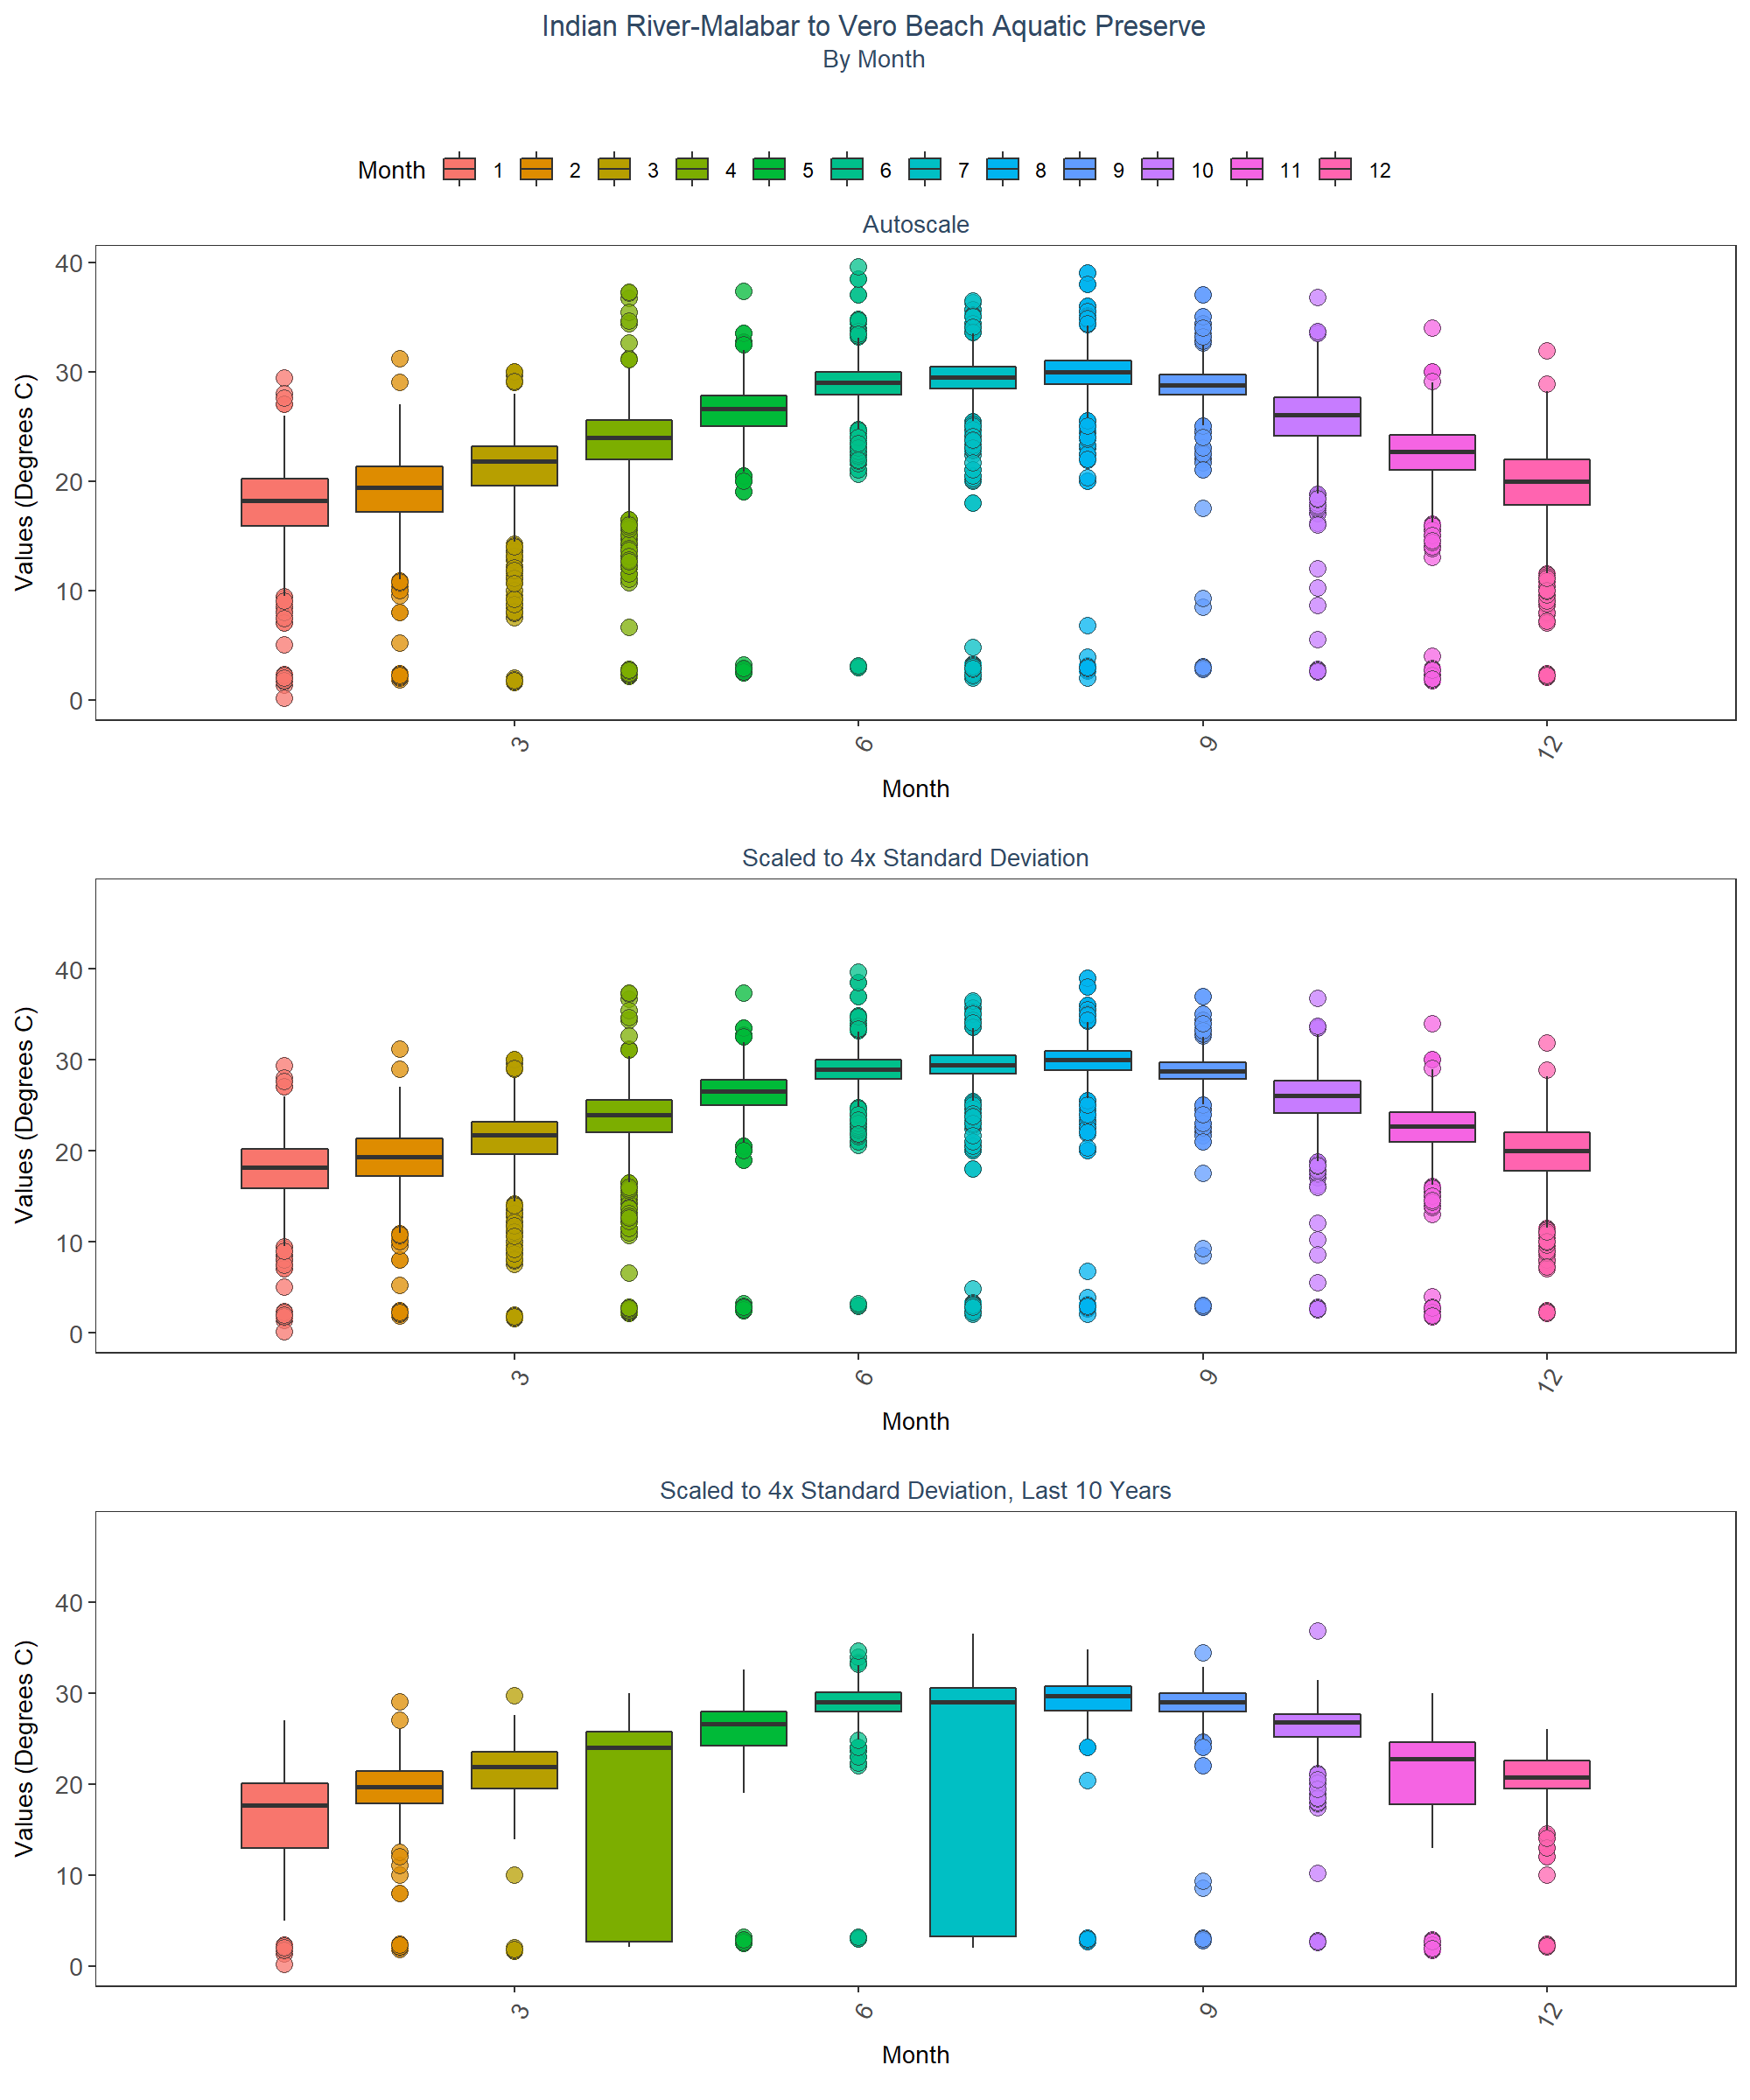 Indian River-Malabar to Vero Beach Aquatic Preserve
By Month
Month 1 2 3 4 5 6 7 8 9 10 11 12
Autoscale
Values (Degrees C)
40
30
20
10
0
3 6 9 12
Month
Scaled to 4x Standard Deviation
Values (Degrees C)
40
30
20
10
0
3 6 9 12
Month
Scaled to 4x Standard Deviation, Last 10 Years
Values (Degrees C)
40
30
20
10
0
3 6 9 12
Month